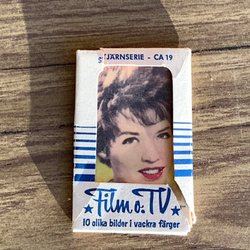 STJÄRNSERIE - CA 19
Film o. TV
10 olika bilder i vackra färger